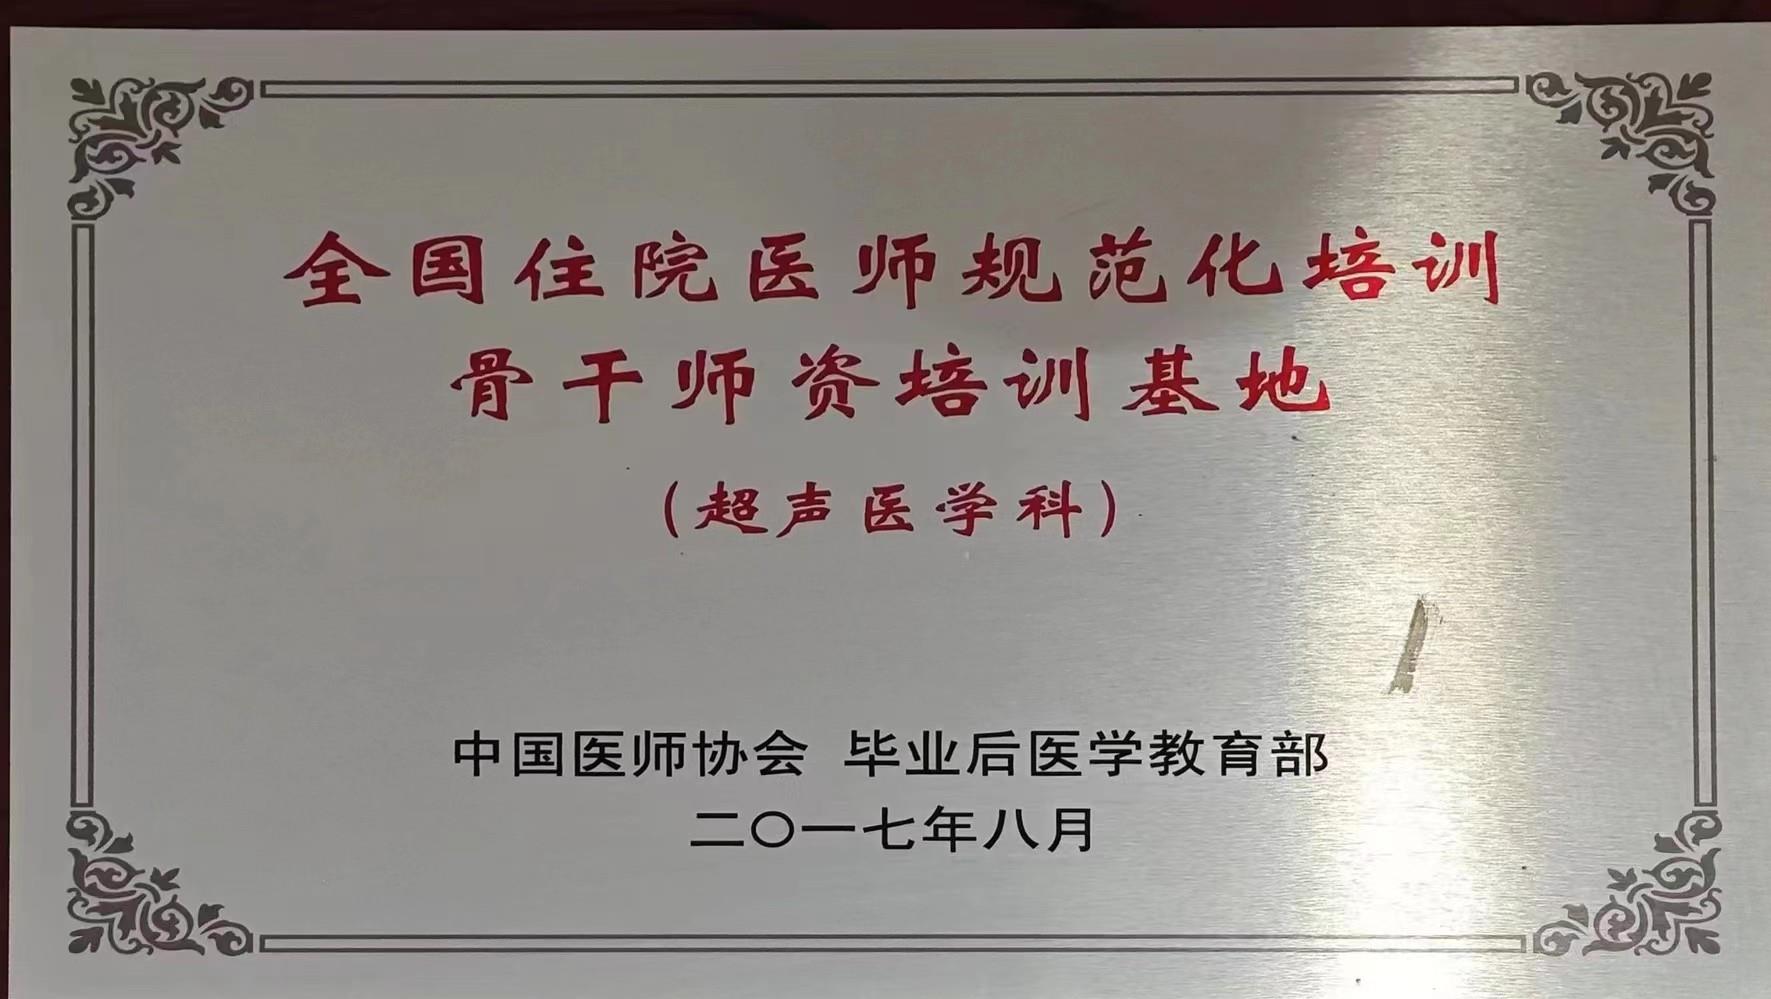 全国住院医师规范化培训
骨干师资培训基地
（超声医学科）
中国医师协会 毕业后医学教育部
二〇一七年八月